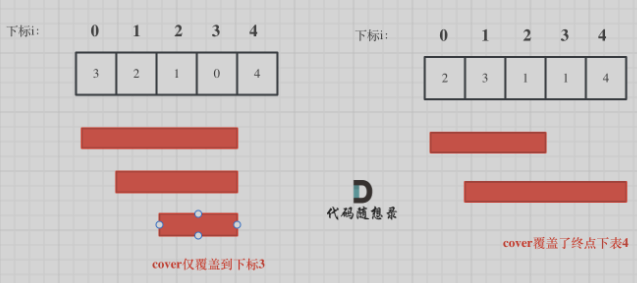 下标i: 0 1 2 3 4
3 2 1 0 4
cover仅覆盖到下标3
下标i: 0 1 2 3 4
2 3 1 1 4
代码随想录
cover覆盖了终点下表4